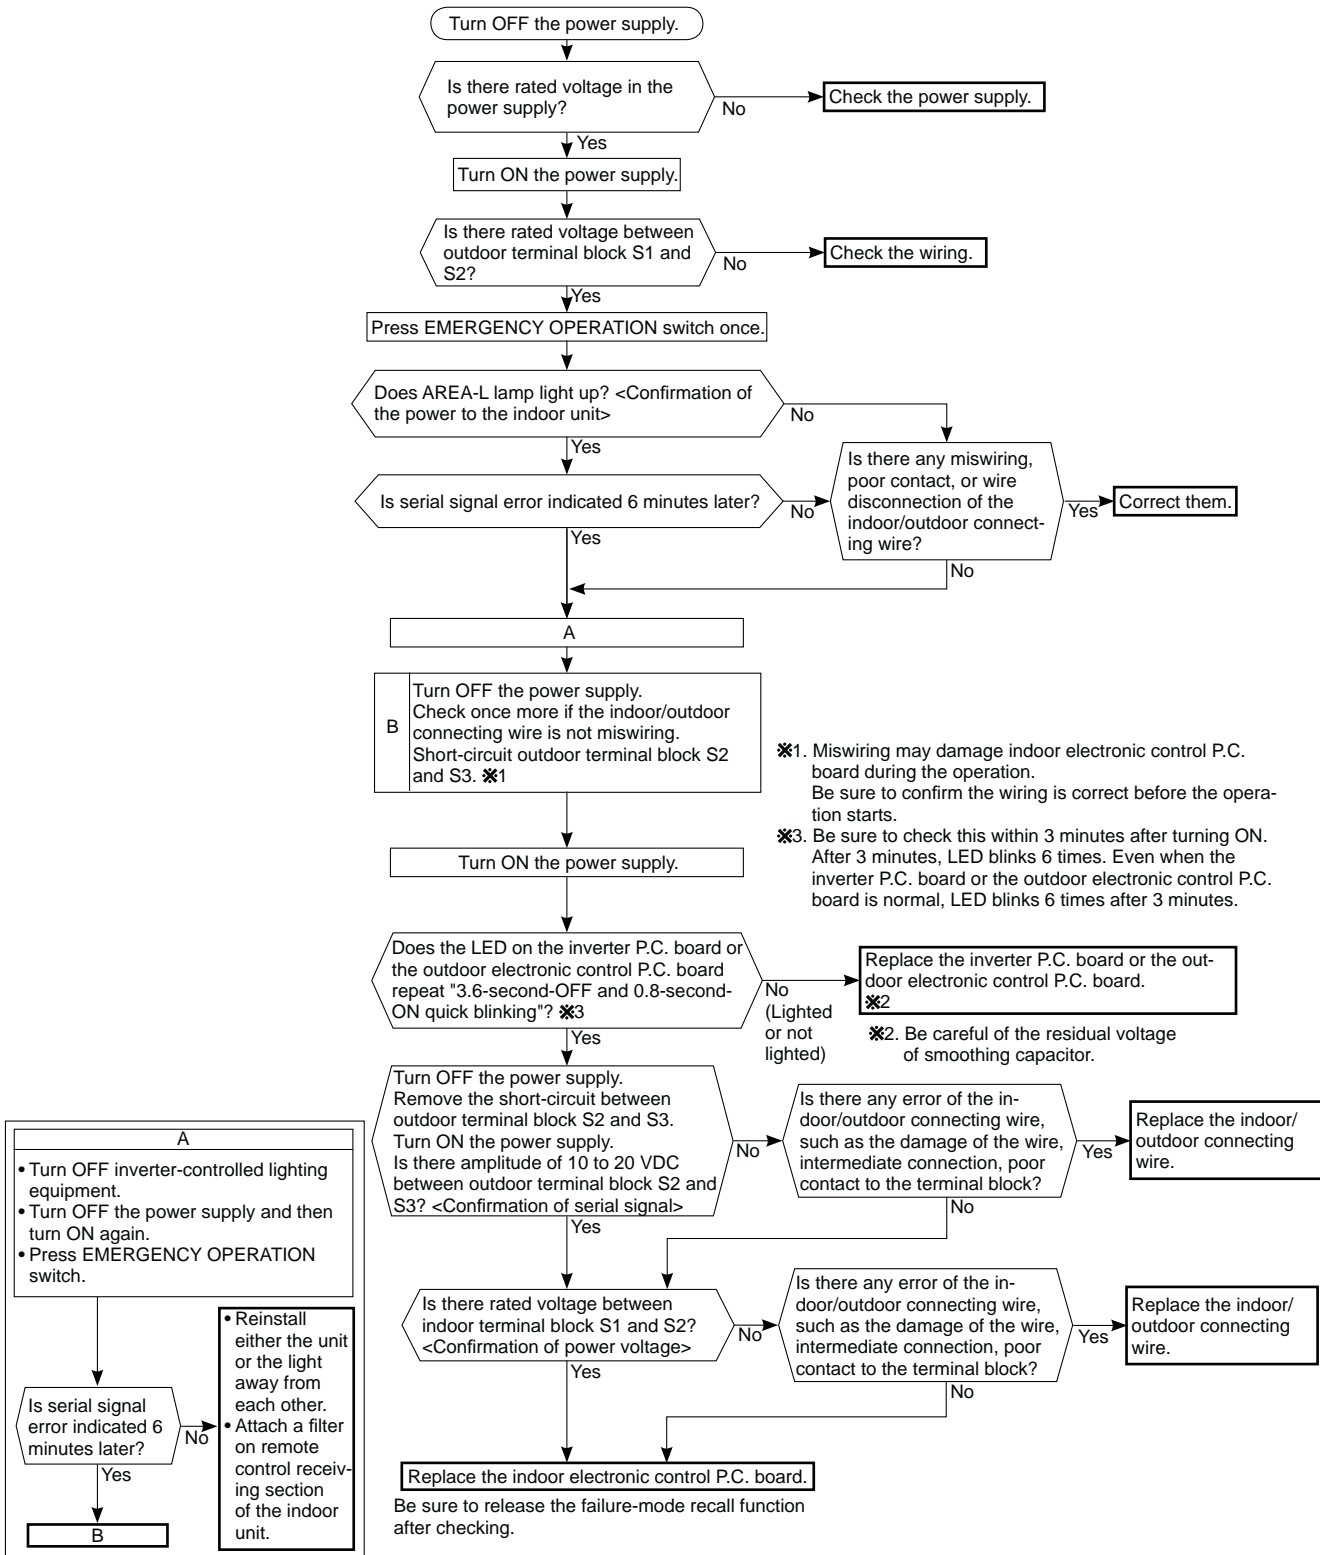 Turn OFF the power supply.
Is there rated voltage in the
power supply?
No
Check the power supply.
Yes
Turn ON the power supply.
Is there rated voltage between
outdoor terminal block S1 and
S2?
No
Check the wiring.
Yes
Press EMERGENCY OPERATION switch once.
Does AREA-L lamp light up? <Confirmation of
the power to the indoor unit>
No
Yes
Is there any miswiring,
poor contact, or wire
disconnection of the
indoor/outdoor connect-
ing wire?
Yes
Correct them.
Is serial signal error indicated 6 minutes later?
No
Yes
No
A
B
Turn OFF the power supply.
Check once more if the indoor/outdoor
connecting wire is not miswiring.
Short-circuit outdoor terminal block S2
and S3. ※1
※1. Miswiring may damage indoor electronic control P.C.
board during the operation.
Be sure to confirm the wiring is correct before the opera-
tion starts.
※3. Be sure to check this within 3 minutes after turning ON.
After 3 minutes, LED blinks 6 times. Even when the
inverter P.C. board or the outdoor electronic control P.C.
board is normal, LED blinks 6 times after 3 minutes.
Turn ON the power supply.
Does the LED on the inverter P.C. board or
the outdoor electronic control P.C. board
repeat "3.6-second-OFF and 0.8-second-
ON quick blinking"? ※3
No
(Lighted
or not
lighted)
Replace the inverter P.C. board or the out-
door electronic control P.C. board.
※2
※2. Be careful of the residual voltage
of smoothing capacitor.
Yes
Turn OFF the power supply.
Remove the short-circuit between
outdoor terminal block S2 and S3.
Turn ON the power supply.
Is there amplitude of 10 to 20 VDC
between outdoor terminal block S2 and
S3? <Confirmation of serial signal>
No
Is there any error of the in-
door/outdoor connecting wire,
such as the damage of the wire,
intermediate connection, poor
contact to the terminal block?
Yes
Replace the indoor/
outdoor connecting
wire.
No
Yes
Is there rated voltage between
indoor terminal block S1 and S2?
<Confirmation of power voltage>
No
Is there any error of the in-
door/outdoor connecting wire,
such as the damage of the wire,
intermediate connection, poor
contact to the terminal block?
Yes
Replace the indoor/
outdoor connecting
wire.
No
Yes
Replace the indoor electronic control P.C. board.
Be sure to release the failure-mode recall function
after checking.
A
• Turn OFF inverter-controlled lighting
equipment.
• Turn OFF the power supply and then
turn ON again.
• Press EMERGENCY OPERATION
switch.
Is serial signal
error indicated 6
minutes later?
No
• Reinstall
either the unit
or the light
away from
each other.
• Attach a filter
on remote
control receiv-
ing section
of the indoor
unit.
Yes
B